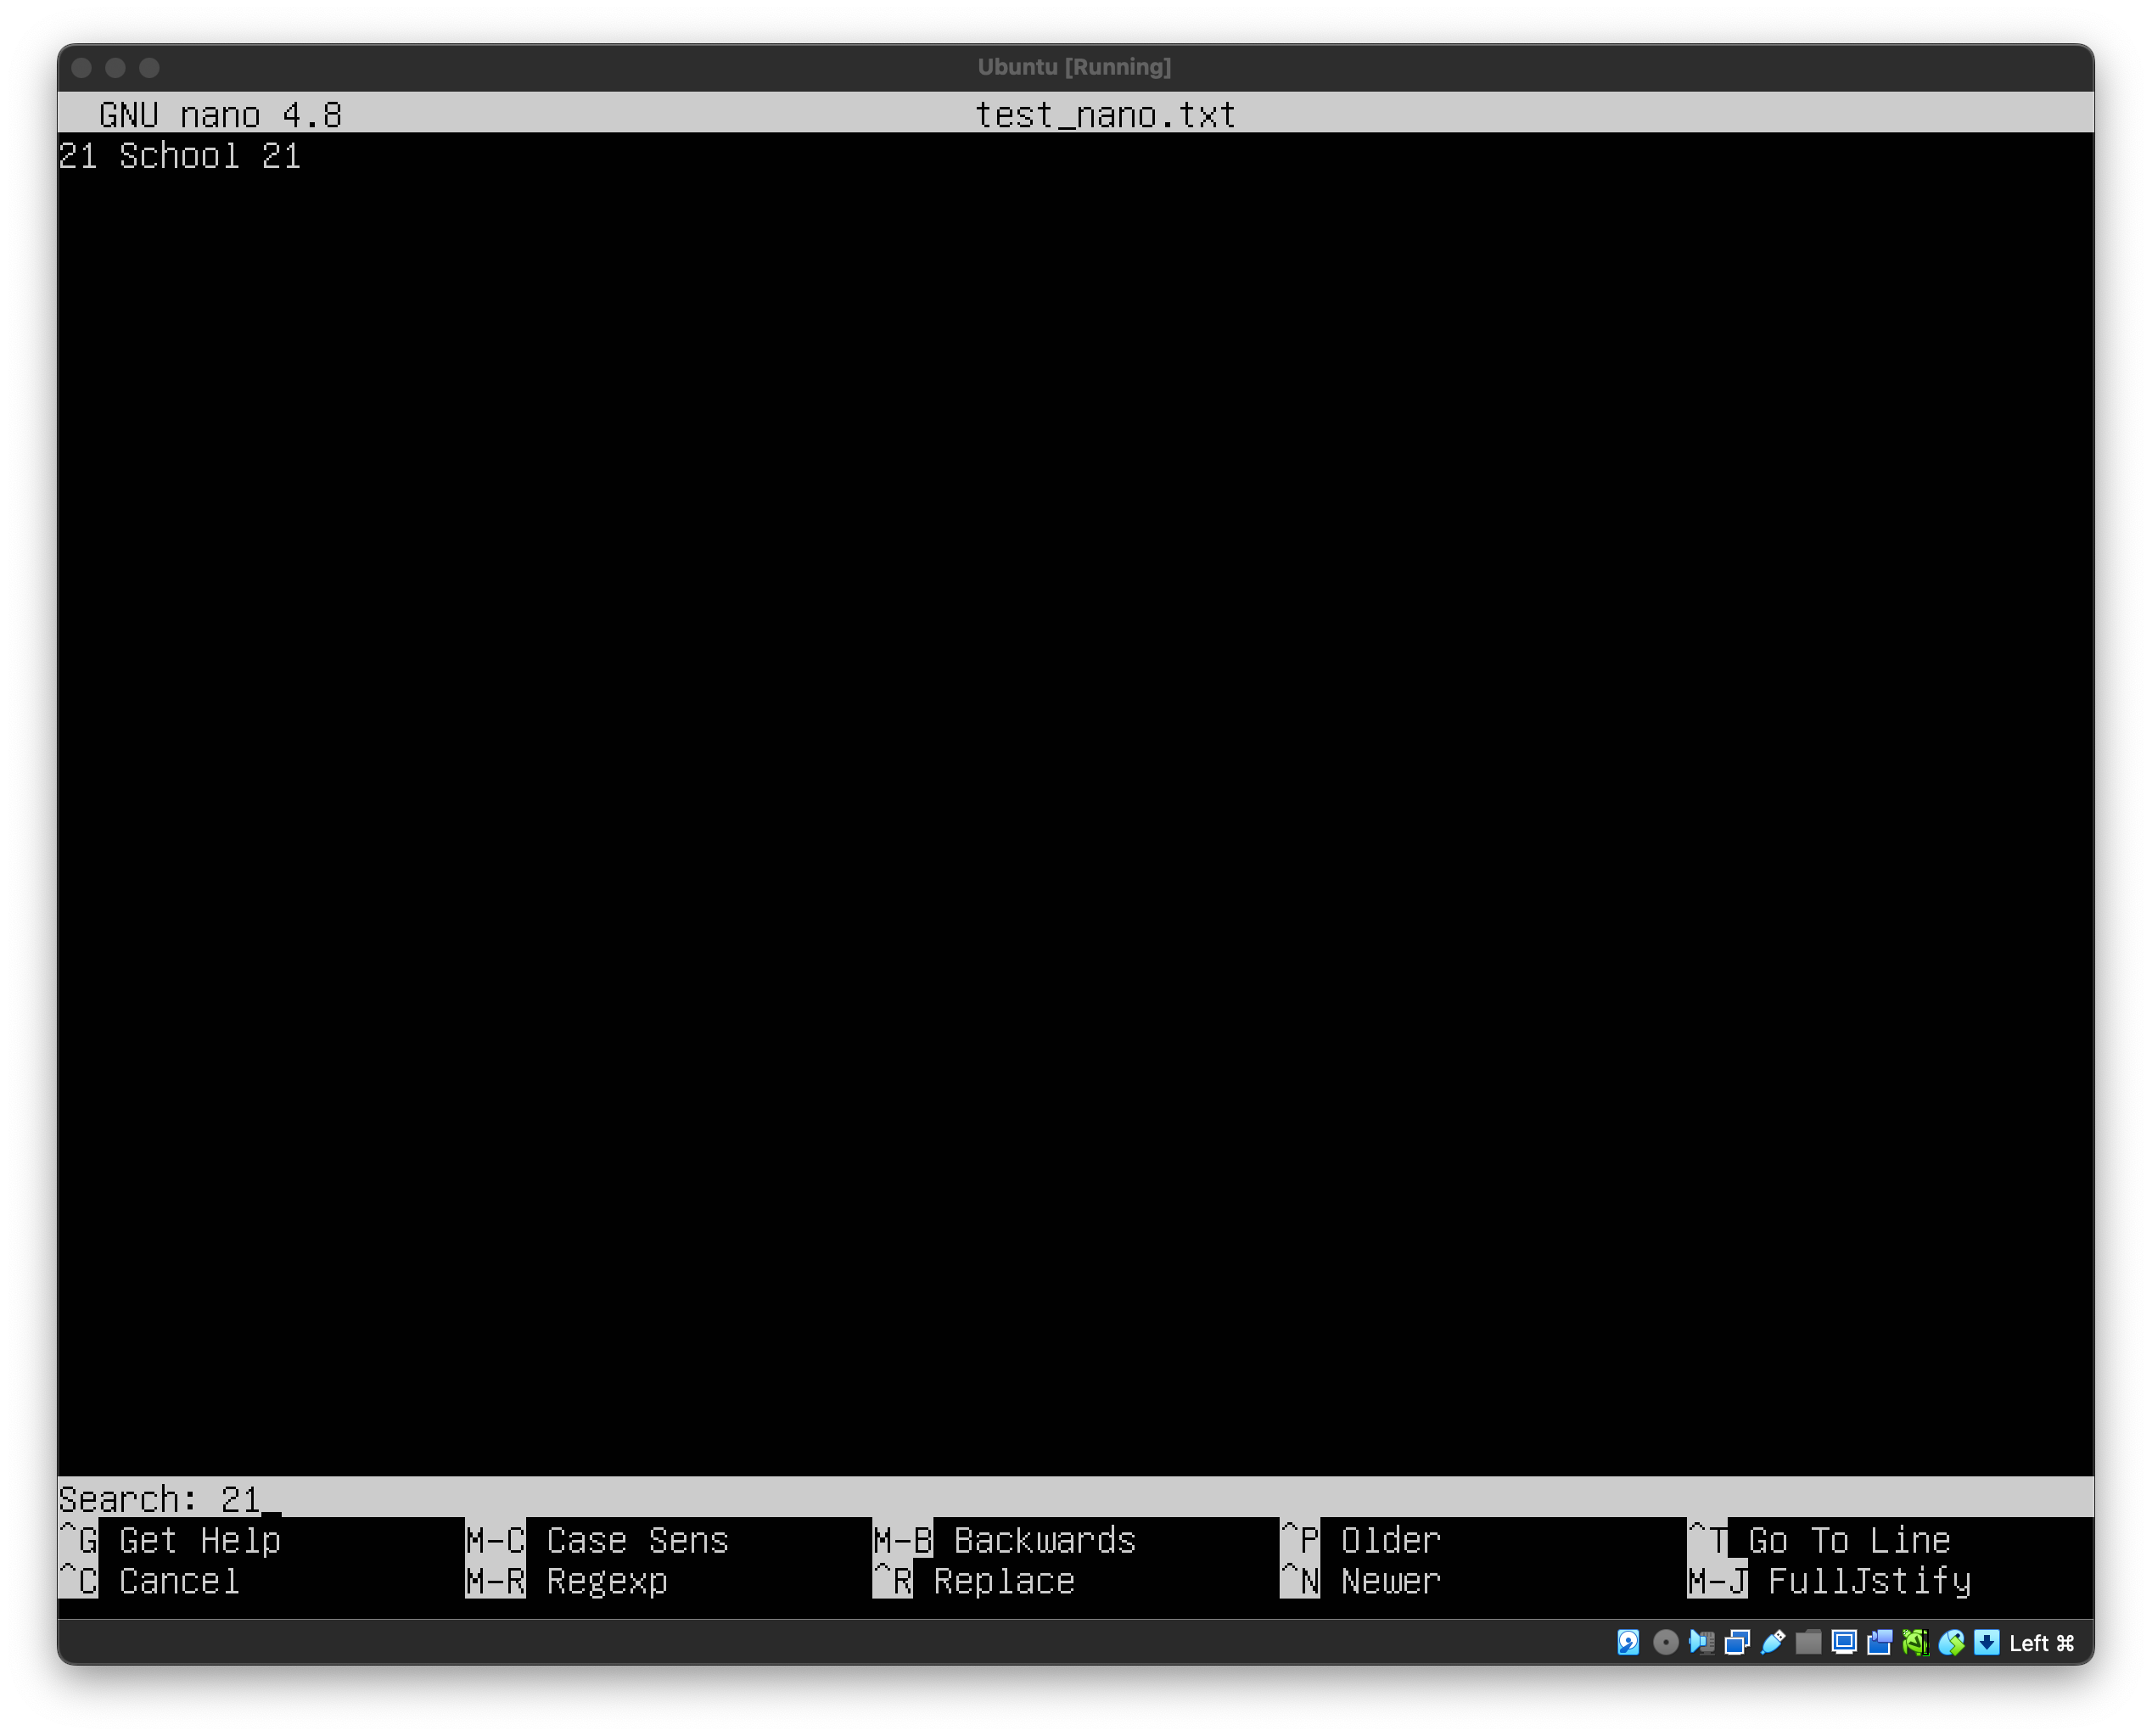 Ubuntu [Running]
GNU nano 4.8 test_nano.txt
21 School 21
Search: 21_
^G Get Help M-C Case Sens M-B Backwards ^P Older ^T Go To Line
^C Cancel M-R Regexp ^R Replace ^N Newer M-J FullJstify
Left ⌘